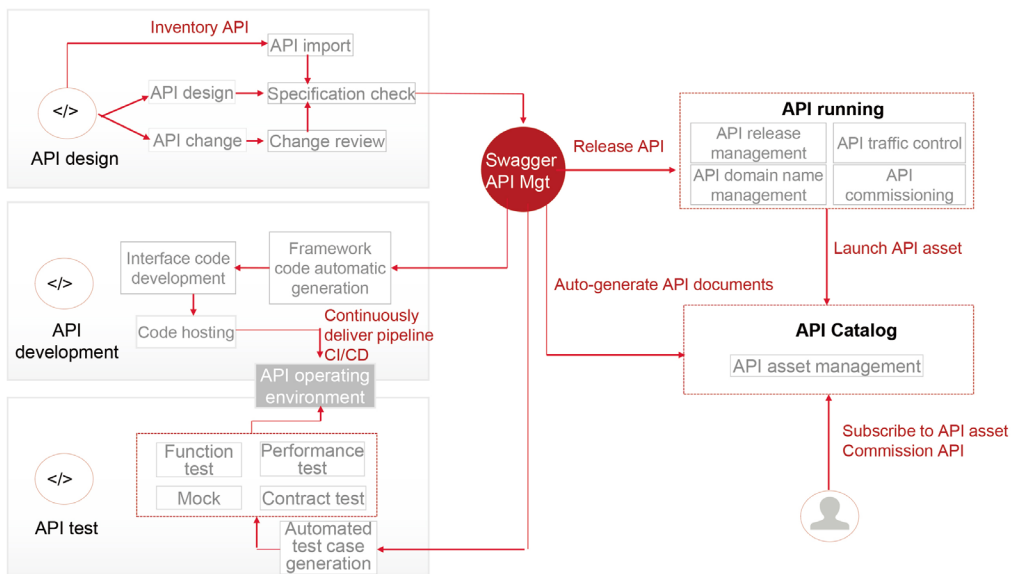 Inventory API
API import
API design
Specification check
</>
API change
Change review
API design
Swagger
API Mgt
Release API
API running
API release
management
API traffic control
API domain name
management
API
commissioning
Launch API asset
Interface code
development
Framework
code automatic
generation
</>
Code hosting
API
development
Continuously
deliver pipeline
CI/CD
API operating
environment
Auto-generate API documents
API Catalog
API asset management
Subscribe to API asset
Commission API
Function
test
Performance
test
</>
Mock
Contract test
API test
Automated
test case
generation